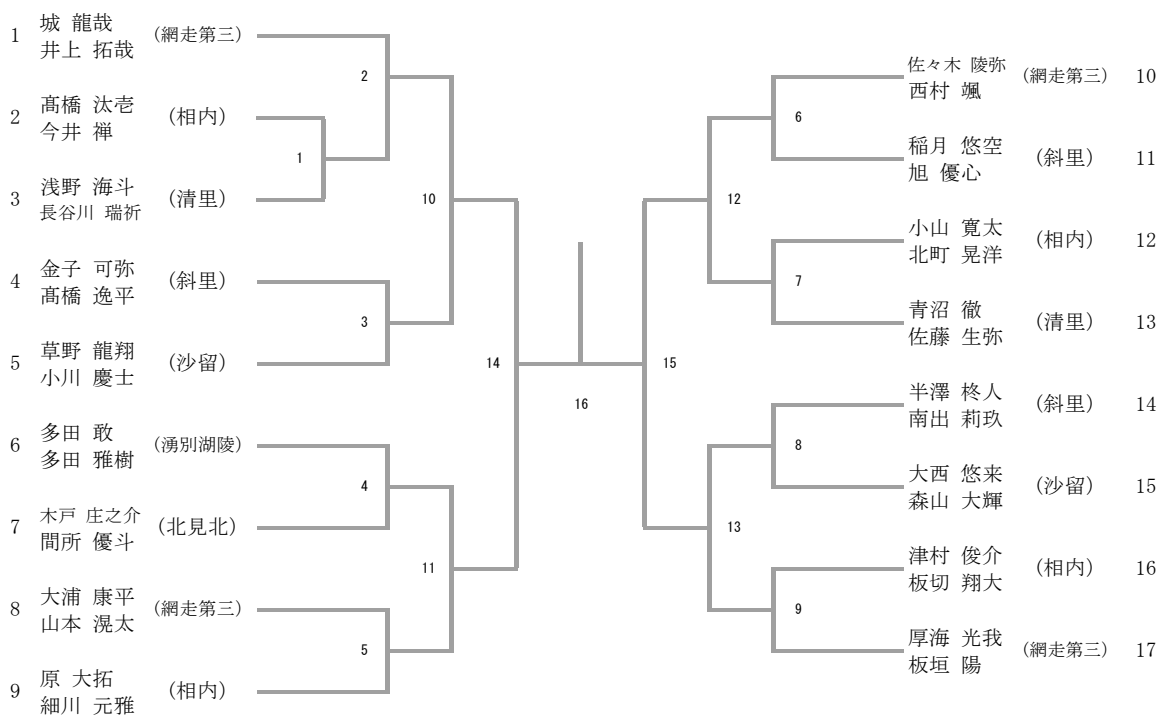 1 城 龍哉 (網走第三)
井上 拓哉
2 髙橋 汰壱 (相内)
今井 禅
3 浅野 海斗 (清里)
長谷川 瑞祈
4 金子 可弥 (斜里)
髙橋 逸平
5 草野 龍翔 (沙留)
小川 慶士
6 多田 敢 (湧別湖陵)
多田 雅樹
7 木戸 庄之介 (北見北)
間所 優斗
8 大浦 康平 (網走第三)
山本 滉太
9 原 大拓 (相内)
細川 元雅
2
1
10
3
14
4
11
5
16
佐々木 陵弥 (網走第三) 10
西村 颯
稲月 悠空 (斜里) 11
旭 優心
小山 寛太 (相内) 12
北町 晃洋
青沼 徹 (清里) 13
佐藤 生弥
半澤 柊人 (斜里) 14
南出 莉玖
大西 悠来 (沙留) 15
森山 大輝
津村 俊介 (相内) 16
板切 翔大
厚海 光我 (網走第三) 17
板垣 陽
6
12
7
15
8
13
9